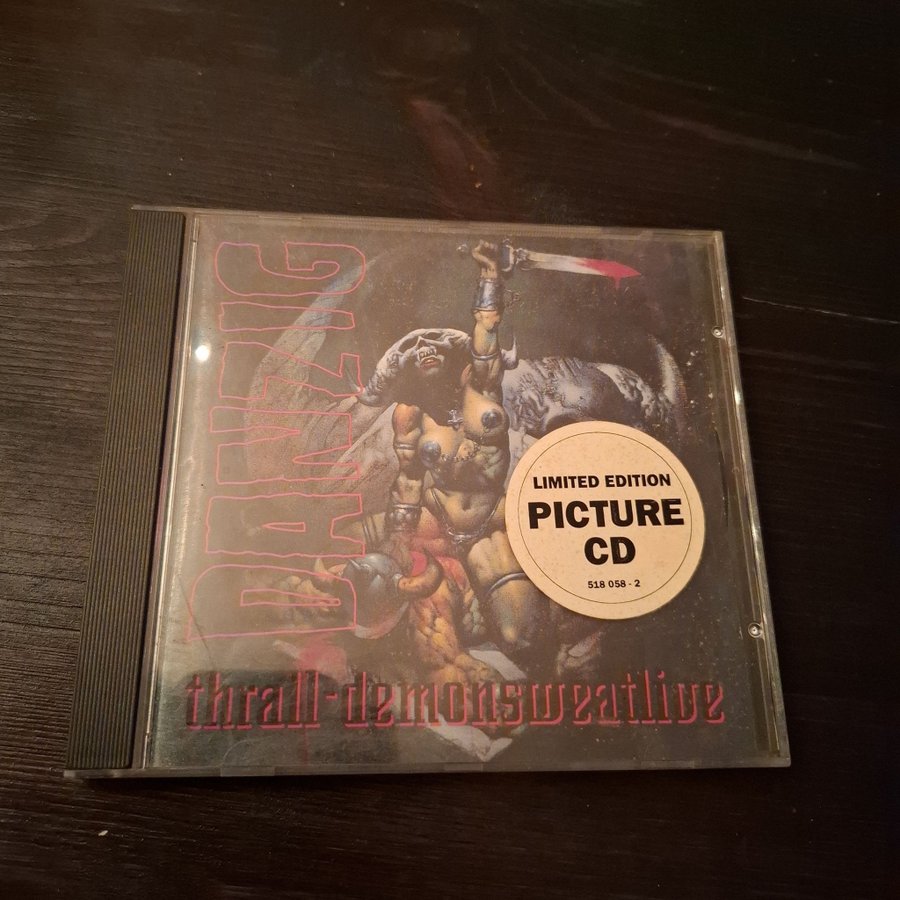 DANZIG
LIMITED EDITION
PICTURE
CD
518 058 - 2
thrall-demonsweatlive